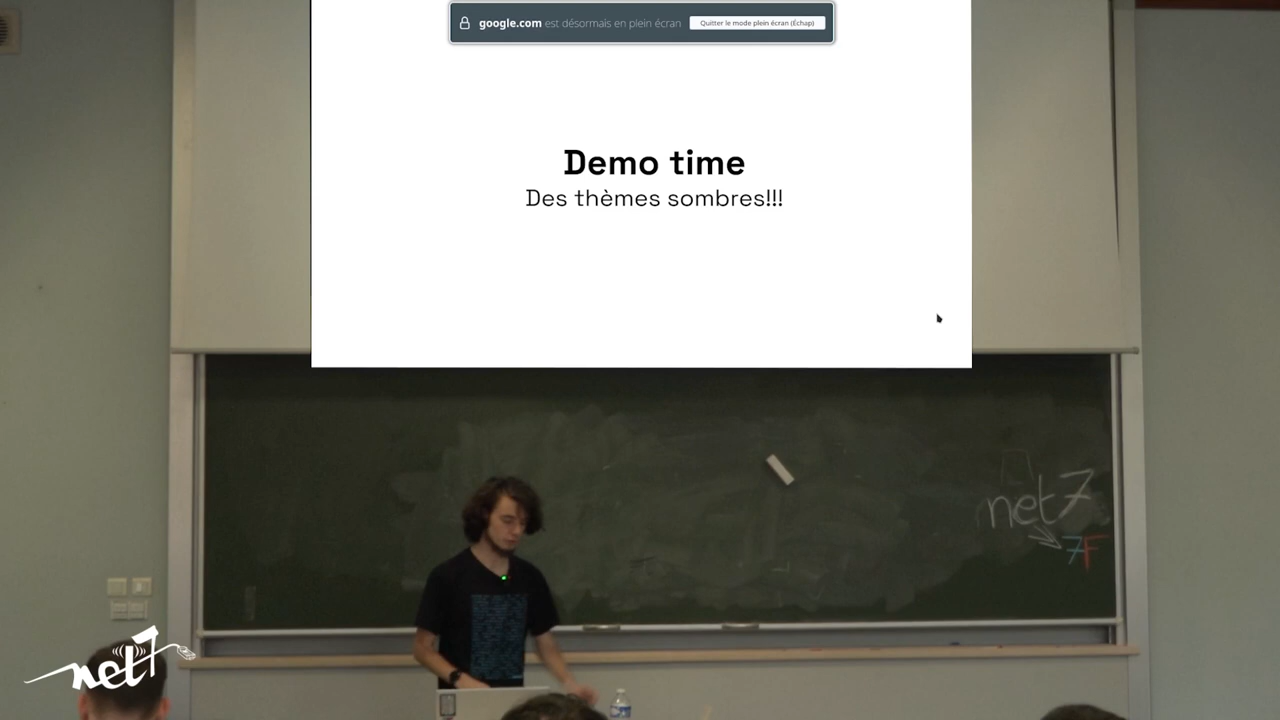 google.com est désormais en plein écran Quitter le mode plein écran (Échap)
Demo time
Des thèmes sombres!!!
net7
7F
net7